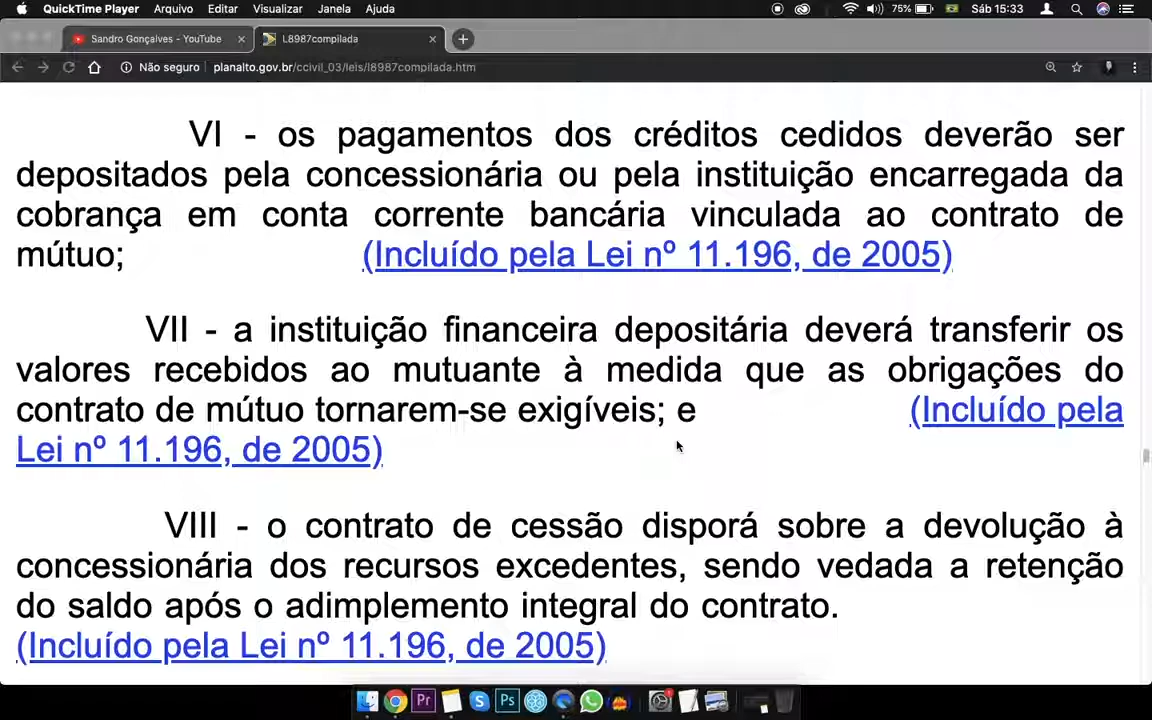 QuickTime Player Arquivo Editar Visualizar Janela Ajuda 75% Sáb 15:33
Sandro Gonçalves - YouTube L8987compilada
Não seguro planalto.gov.br/ccivil_03/leis/l8987compilada.htm
VI - os pagamentos dos créditos cedidos deverão ser
depositados pela concessionária ou pela instituição encarregada da
cobrança em conta corrente bancária vinculada ao contrato de
mútuo; (Incluído pela Lei nº 11.196, de 2005)
VII - a instituição financeira depositária deverá transferir os
valores recebidos ao mutuante à medida que as obrigações do
contrato de mútuo tornarem-se exigíveis; e (Incluído pela
Lei nº 11.196, de 2005)
VIII - o contrato de cessão disporá sobre a devolução à
concessionária dos recursos excedentes, sendo vedada a retenção
do saldo após o adimplemento integral do contrato.
(Incluído pela Lei nº 11.196, de 2005)
Pr Ps